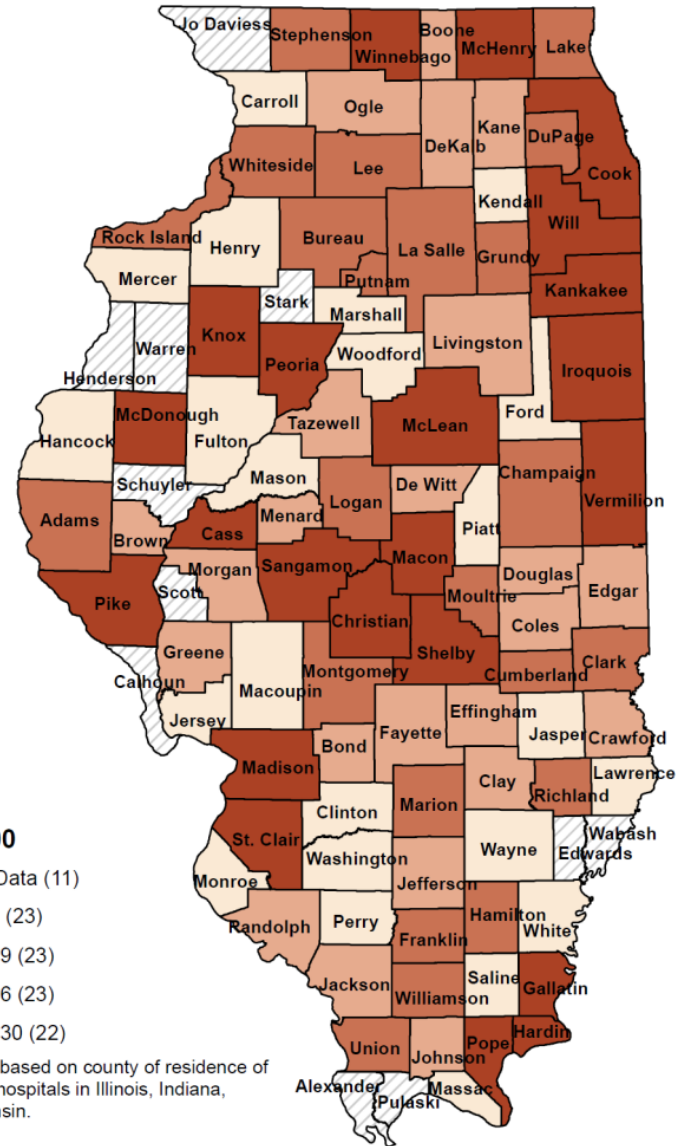 Jo Daviess
Stephenson
Winnebago
Boone
McHenry
Lake
Carroll
Ogle
DeKalb
Kane
DuPage
Cook
Whiteside
Lee
Kendall
Will
Rock Island
Henry
Bureau
La Salle
Grundy
Mercer
Putnam
Kankakee
Stark
Marshall
Henderson
Warren
Knox
Peoria
Woodford
Livingston
Iroquois
McDonough
Hancock
Fulton
Tazewell
McLean
Ford
Schuyler
Mason
Logan
De Witt
Champaign
Vermilion
Adams
Brown
Cass
Menard
Piatt
Macon
Pike
Scott
Morgan
Sangamon
Christian
Moultrie
Douglas
Edgar
Coles
Shelby
Greene
Calhoun
Macoupin
Montgomery
Cumberland
Clark
Jersey
Fayette
Effingham
Jasper
Crawford
Madison
Bond
Clay
Richland
Lawrence
Clinton
Marion
St. Clair
Washington
Wayne
Wabash
Edwards
Monroe
Jefferson
Randolph
Perry
Hamilton
White
Franklin
Jackson
Williamson
Saline
Gallatin
Union
Johnson
Pope
Hardin
Alexander
Pulaski
Massac
00
Data (11)
(23)
9 (23)
6 (23)
30 (22)
based on county of residence of
hospitals in Illinois, Indiana,
sin.